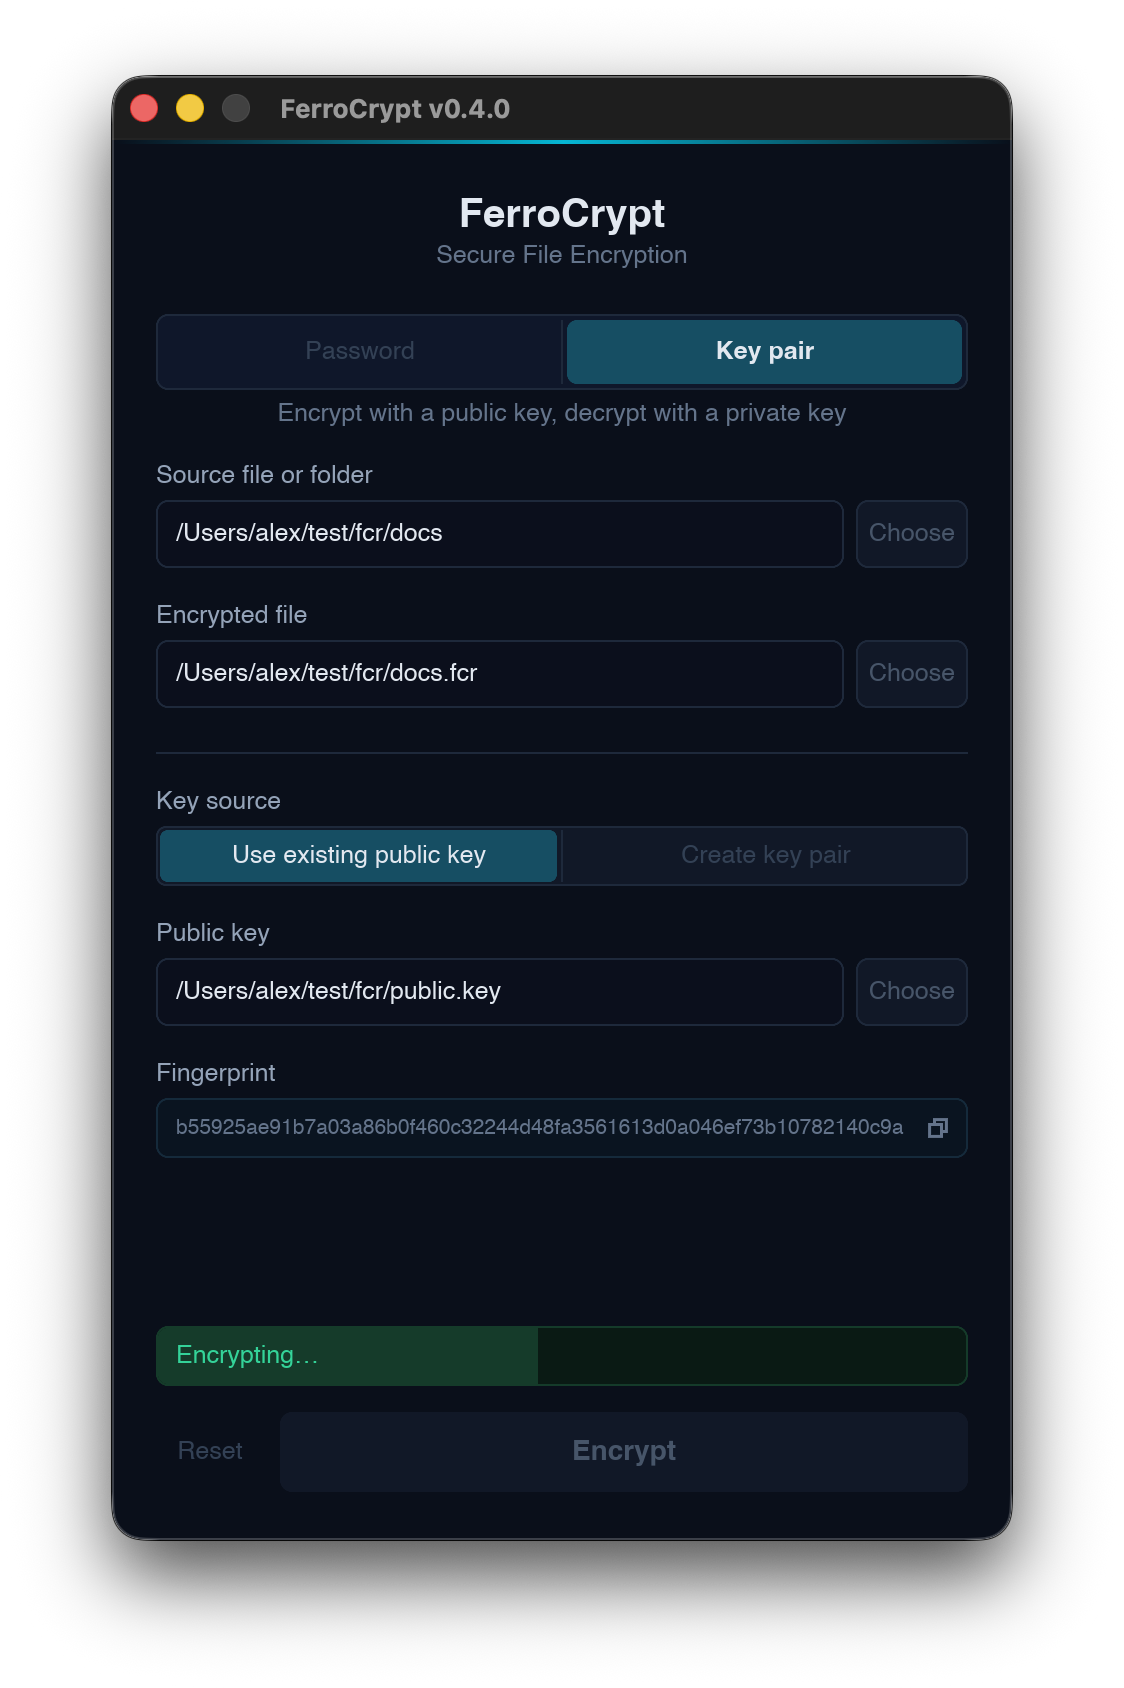 FerroCrypt v0.4.0
FerroCrypt
Secure File Encryption
Password
Key pair
Encrypt with a public key, decrypt with a private key
Source file or folder
/Users/alex/test/fcr/docs
Choose
Encrypted file
/Users/alex/test/fcr/docs.fcr
Choose
Key source
Use existing public key
Create key pair
Public key
/Users/alex/test/fcr/public.key
Choose
Fingerprint
b55925ae91b7a03a86b0f460c32244d48fa3561613d0a046ef73b10782140c9a
Encrypting…
Reset
Encrypt